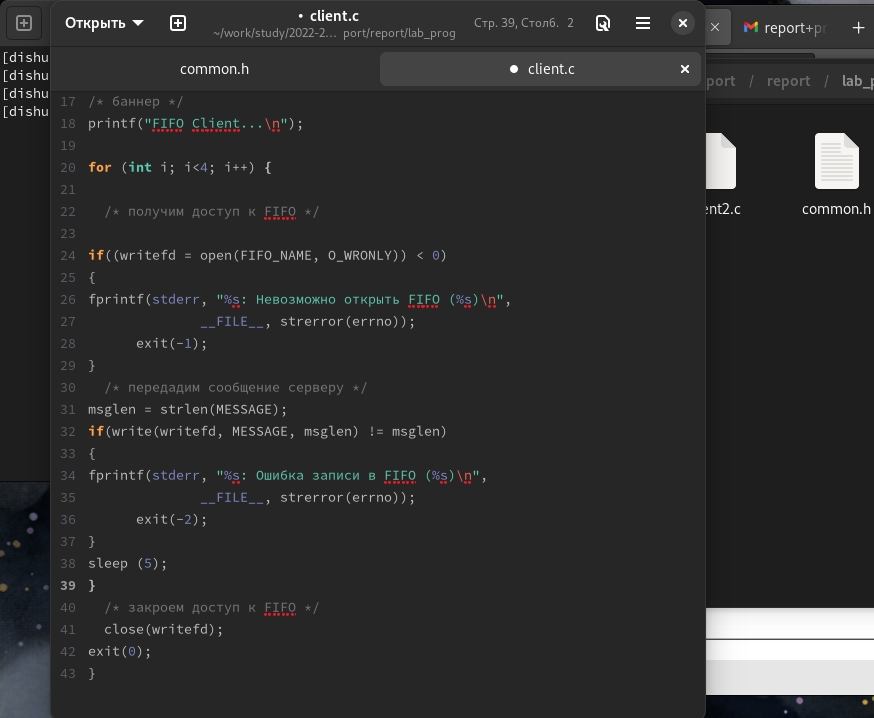 Открыть
• client.c
~/work/study/2022-2… port/report/lab_prog
Стр. 39, Столб. 2
report+pr
common.h
● client.c
port / report / lab_p
[dishu
[dishu
[dishu
[dishu
17 /* баннер */
18 printf("FIFO Client...\n");
19
20 for (int i; i<4; i++) {
21
22 /* получим доступ к FIFO */
23
24 if((writefd = open(FIFO_NAME, O_WRONLY)) < 0)
25 {
26 fprintf(stderr, "%s: Невозможно открыть FIFO (%s)\n",
27 __FILE__, strerror(errno));
28 exit(-1);
29 }
30 /* передадим сообщение серверу */
31 msglen = strlen(MESSAGE);
32 if(write(writefd, MESSAGE, msglen) != msglen)
33 {
34 fprintf(stderr, "%s: Ошибка записи в FIFO (%s)\n",
35 __FILE__, strerror(errno));
36 exit(-2);
37 }
38 sleep (5);
39 }
40 /* закроем доступ к FIFO */
41 close(writefd);
42 exit(0);
43 }
ent2.c
common.h